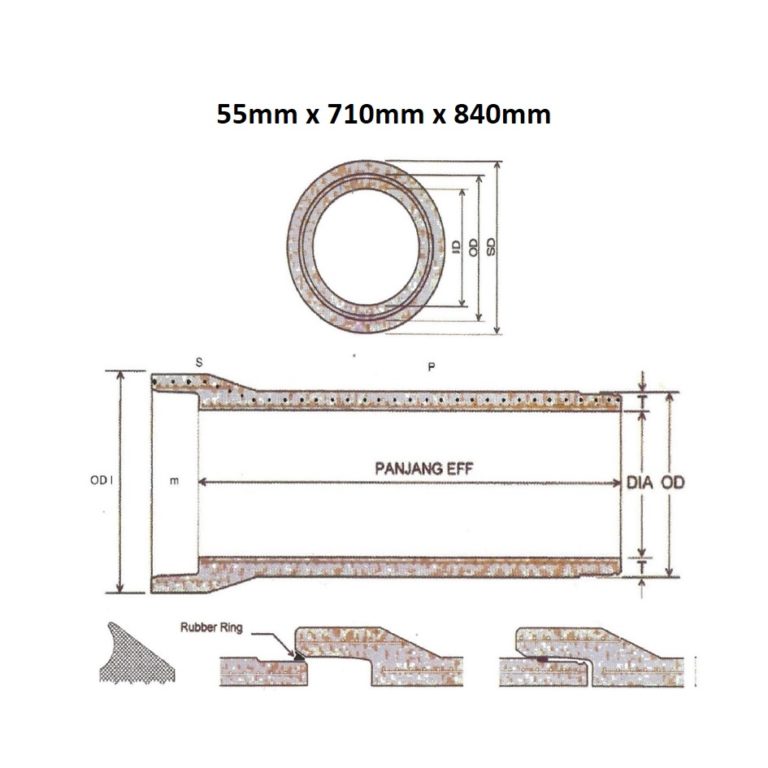 55mm x 710mm x 840mm
ID
OD
SD
S
P
T
PANJANG EFF
OD I
m
DIA
OD
T
Rubber Ring